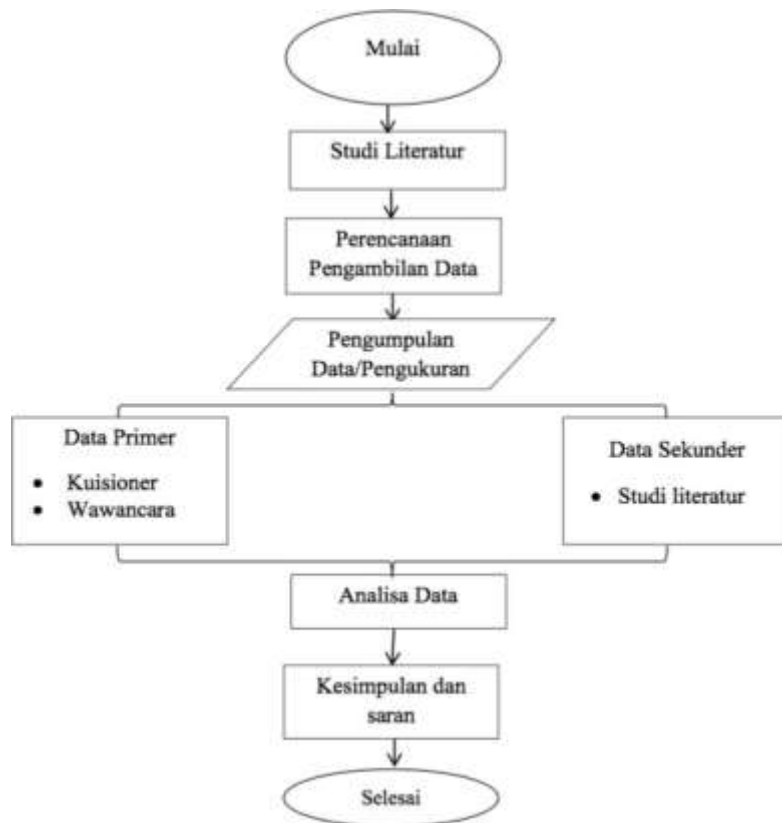 Mulai
Studi Literatur
Perencanaan
Pengambilan Data
Pengumpulan
Data/Pengukuran
Data Primer
• Kuisioner
• Wawancara
Data Sekunder
• Studi literatur
Analisa Data
Kesimpulan dan
saran
Selesai